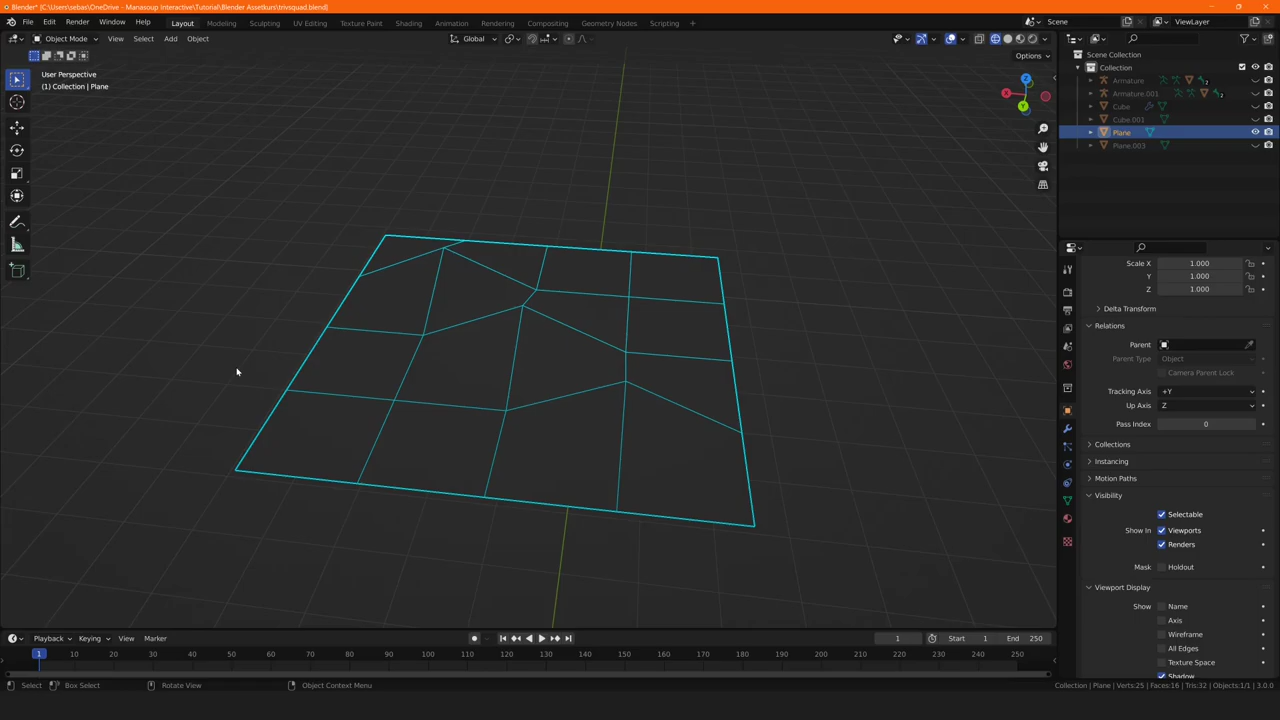 Blender* [C:\Users\sebas\OneDrive - Manasoup Interactive\Tutorial\Blender Assetkurs\trivsquad.blend]
File Edit Render Window Help Layout Modeling Sculpting UV Editing Texture Paint Shading Animation Rendering Compositing Geometry Nodes Scripting + Scene ViewLayer
Object Mode View Select Add Object Global
Options
User Perspective
(1) Collection | Plane
X
Y
Z
Scene Collection
Collection
Armature 2
Armature.001 2
Cube
Cube.001
Plane
Plane.003
Scale X 1.000
Y 1.000
Z 1.000
Delta Transform
Relations
Parent
Parent Type Object
Camera Parent Lock
Tracking Axis +Y
Up Axis Z
Pass Index 0
Collections
Instancing
Motion Paths
Visibility
Selectable
Show In Viewports
Renders
Mask Holdout
Viewport Display
Show Name
Axis
Wireframe
All Edges
Texture Space
Shadow
Playback Keying View Marker 1 Start 1 End 250
1 10 20 30 40 50 60 70 80 90 100 110 120 130 140 150 160 170 180 190 200 210 220 230 240 250
Select Box Select Rotate View Object Context Menu Collection | Plane | Verts:25 | Faces:16 | Tris:32 | Objects:1/1 | 3.0.0